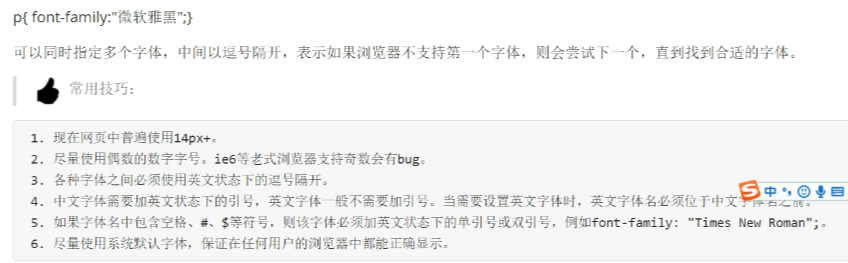 p{ font-family:"微软雅黑";}
可以同时指定多个字体，中间以逗号隔开，表示如果浏览器不支持第一个字体，则会尝试下一个，直到找到合适的字体。
常用技巧：
1. 现在网页中普遍使用14px+。
2. 尽量使用偶数的数字字号。ie6等老式浏览器支持奇数会有bug。
3. 各种字体之间必须使用英文状态下的逗号隔开。
中
4. 中文字体需要加英文状态下的引号，英文字体一般不需要加引号。当需要设置英文字体时，英文字体名必须位于中文字体名之前。
5. 如果字体名中包含空格、#、$等符号，则该字体必须加英文状态下的单引号或双引号，例如font-family: "Times New Roman";。
6. 尽量使用系统默认字体，保证在任何用户的浏览器中都能正确显示。